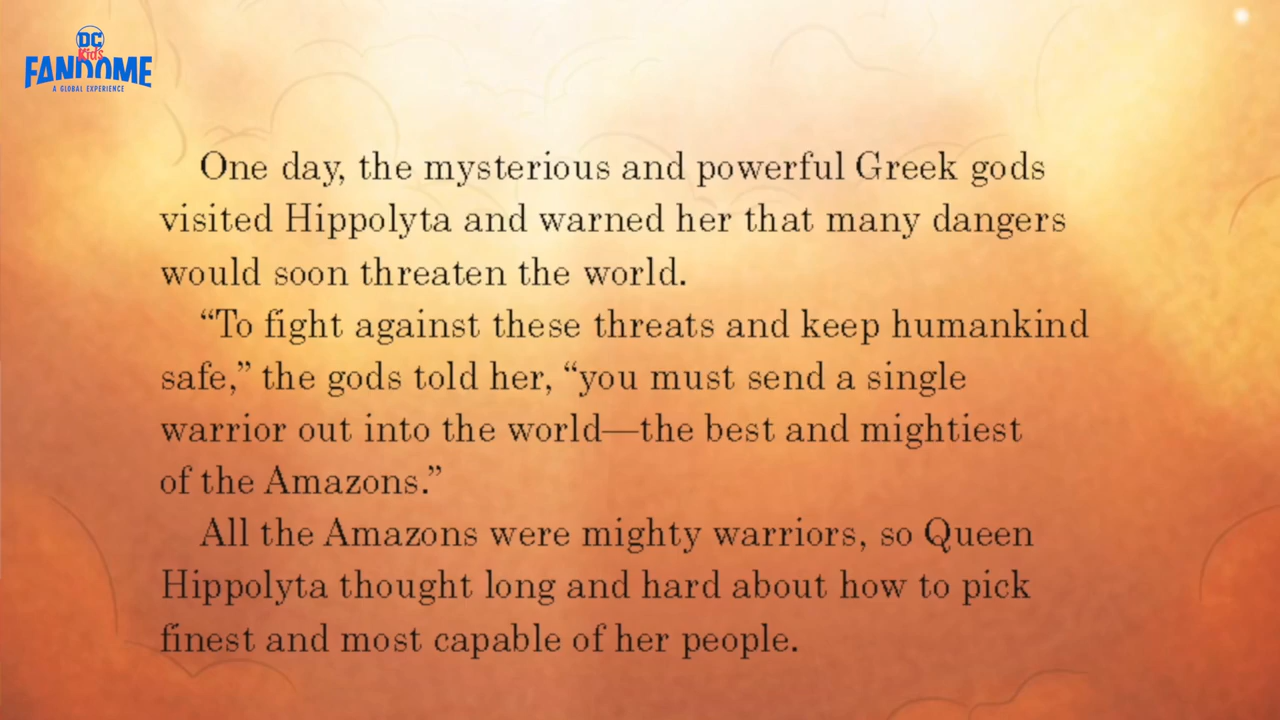 DC
Kids
FANDOME
A GLOBAL EXPERIENCE
One day, the mysterious and powerful Greek gods
visited Hippolyta and warned her that many dangers
would soon threaten the world.
“To fight against these threats and keep humankind
safe,” the gods told her, “you must send a single
warrior out into the world—the best and mightiest
of the Amazons.”
All the Amazons were mighty warriors, so Queen
Hippolyta thought long and hard about how to pick
finest and most capable of her people.